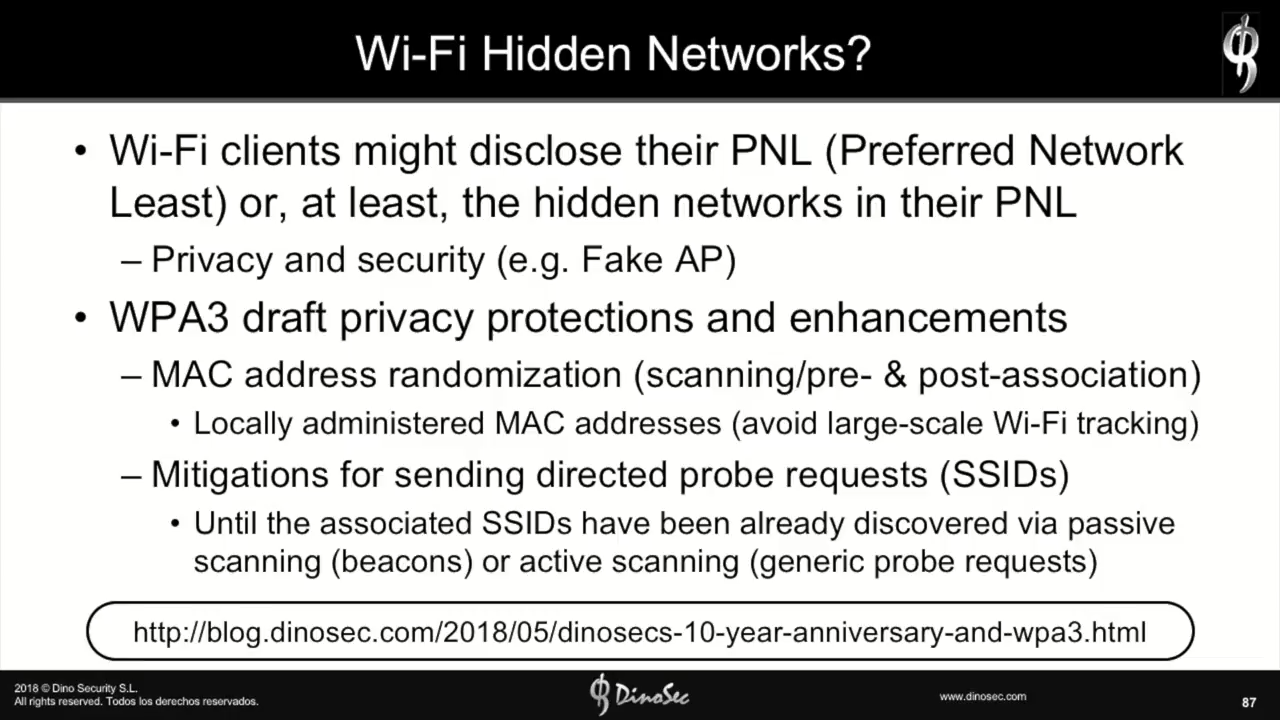 Wi-Fi Hidden Networks?
• Wi-Fi clients might disclose their PNL (Preferred Network
Least) or, at least, the hidden networks in their PNL
– Privacy and security (e.g. Fake AP)
• WPA3 draft privacy protections and enhancements
– MAC address randomization (scanning/pre- & post-association)
• Locally administered MAC addresses (avoid large-scale Wi-Fi tracking)
– Mitigations for sending directed probe requests (SSIDs)
• Until the associated SSIDs have been already discovered via passive
scanning (beacons) or active scanning (generic probe requests)
http://blog.dinosec.com/2018/05/dinosecs-10-year-anniversary-and-wpa3.html
2018 © Dino Security S.L.
All rights reserved. Todos los derechos reservados.
DinoSec
www.dinosec.com
87